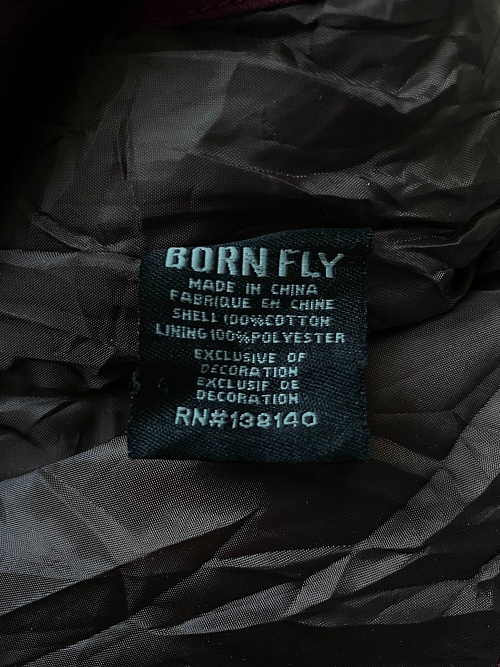 BORN FLY
MADE IN CHINA
FABRIQUE EN CHINE
SHELL 100%COTTON
LINING 100%POLYESTER
EXCLUSIVE OF
DECORATION
EXCLUSIF DE
DECORATION
RN#138140